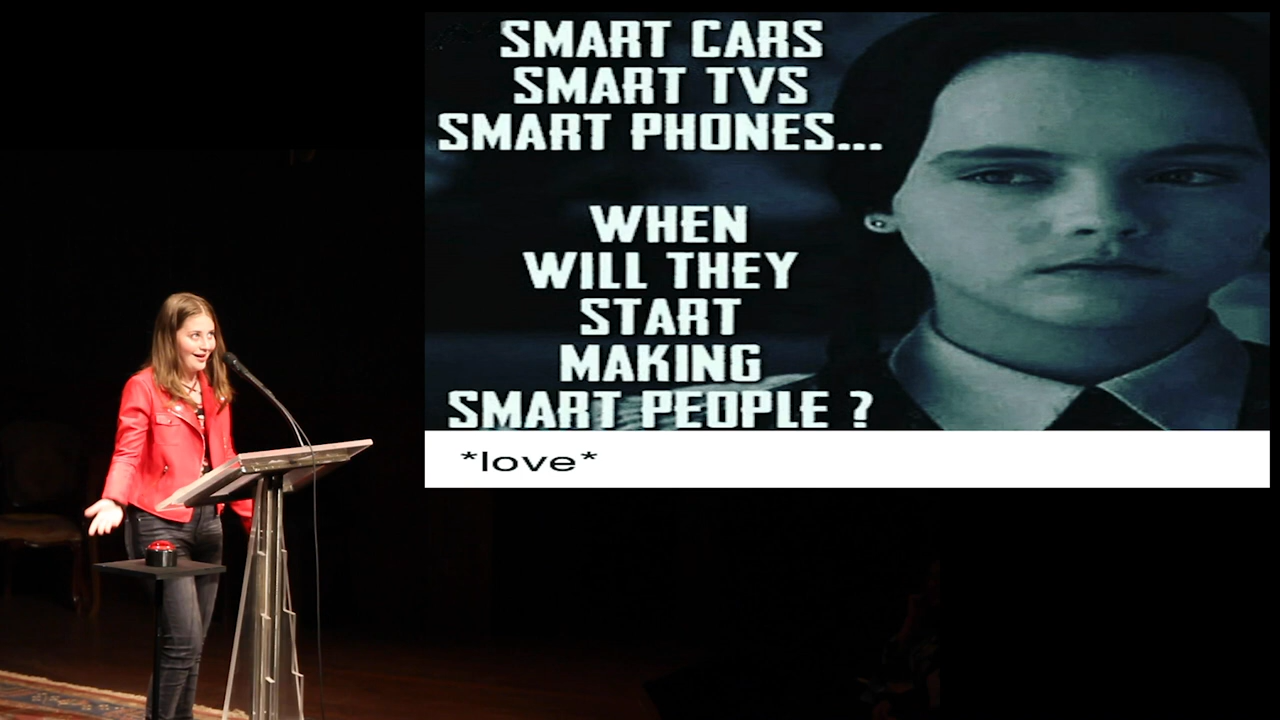 SMART CARS
SMART TVS
SMART PHONES...
WHEN
WILL THEY
START
MAKING
SMART PEOPLE ?
*love*